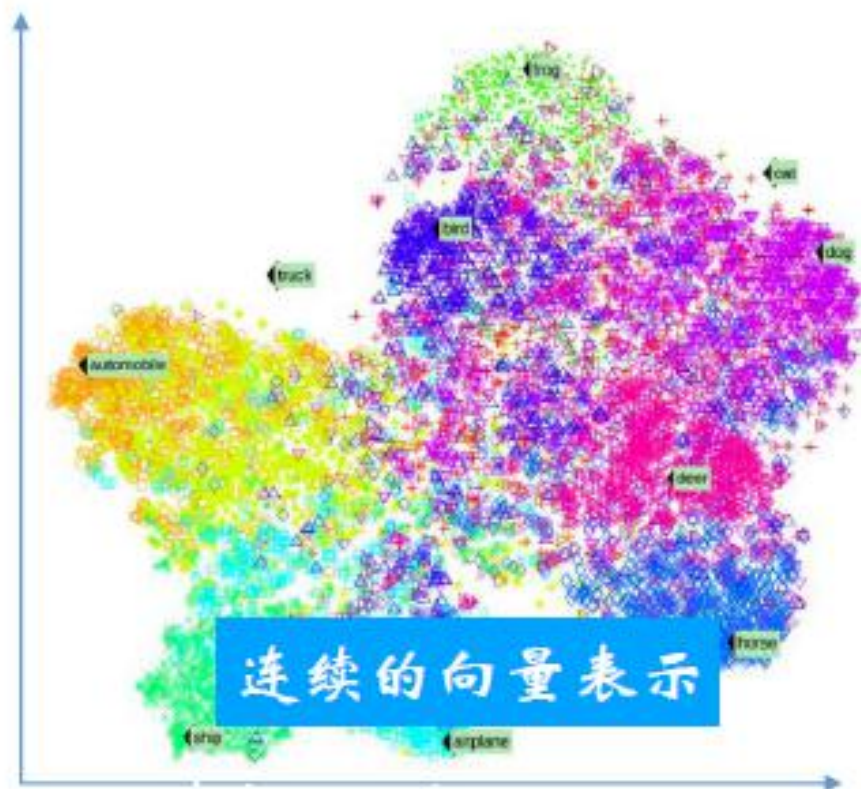 frog
cat
bird
dog
truck
automobile
deer
horse
连续的向量表示
ship
airplane